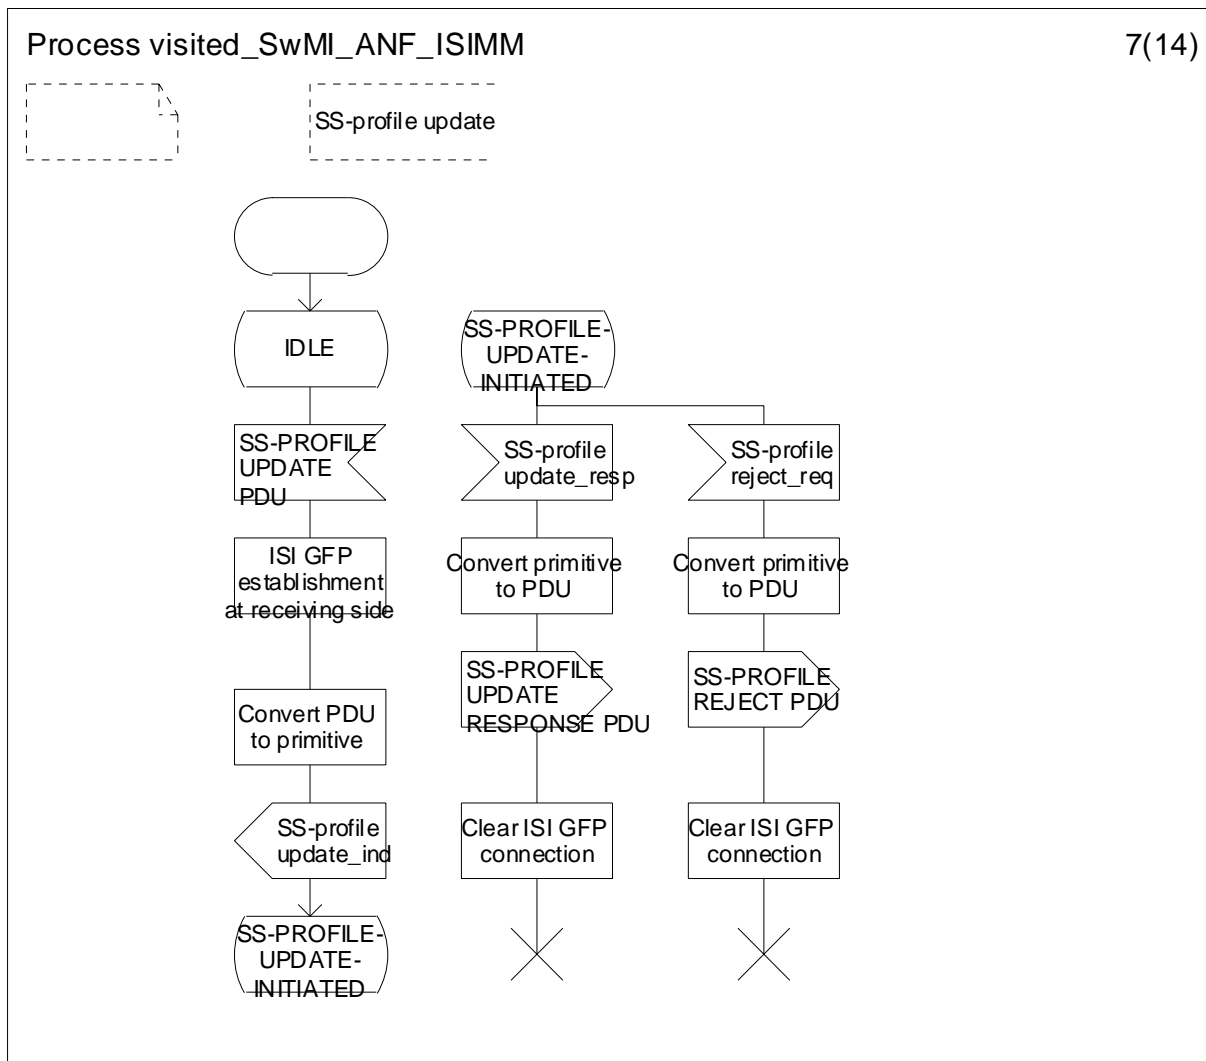 Process visited_SwMI_ANF_ISIMM
7(14)
SS-profile update
IDLE
SS-PROFILE
UPDATE
PDU
ISI GFP
establishment
at receiving side
Convert PDU
to primitive
SS-profile
update_ind
SS-PROFILE-
UPDATE-
INITIATED
SS-PROFILE-
UPDATE-
INITIATED
SS-profile
update_resp
Convert primitive
to PDU
SS-PROFILE
UPDATE
RESPONSE PDU
Clear ISI GFP
connection
SS-profile
reject_req
Convert primitive
to PDU
SS-PROFILE
REJECT PDU
Clear ISI GFP
connection